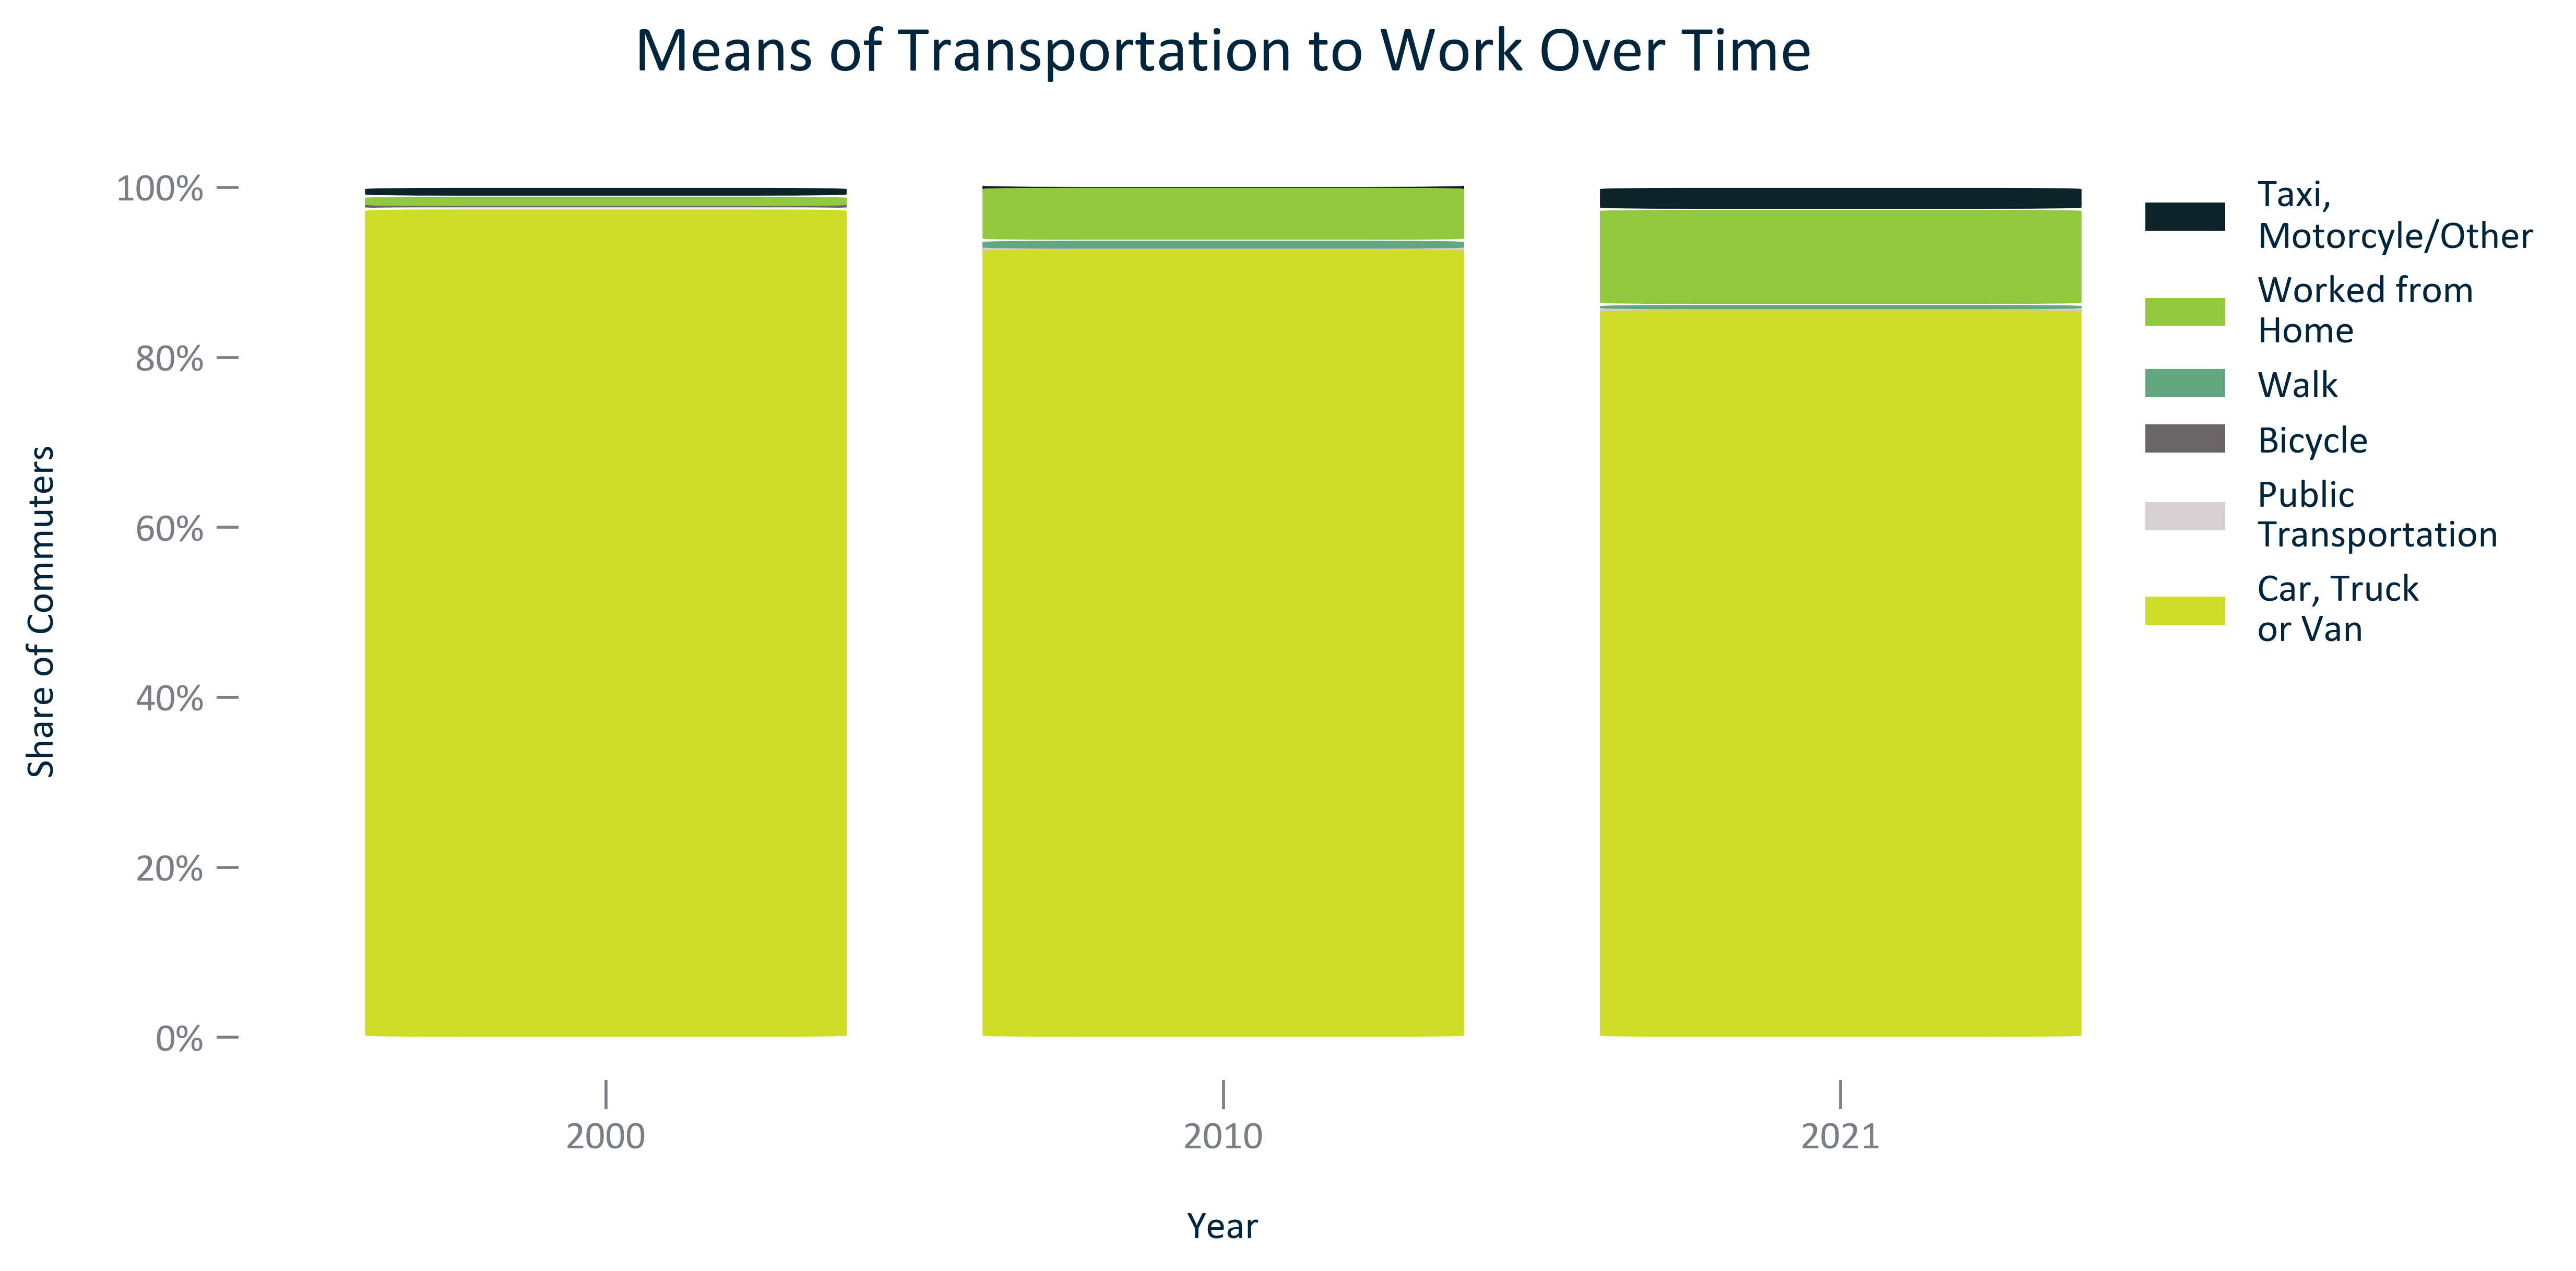 Means of Transportation to Work Over Time
100%
80%
60%
40%
20%
0%
Share of Commuters
2000
2010
2021
Year
Taxi,
Motorcyle/Other
Worked from
Home
Walk
Bicycle
Public
Transportation
Car, Truck
or Van